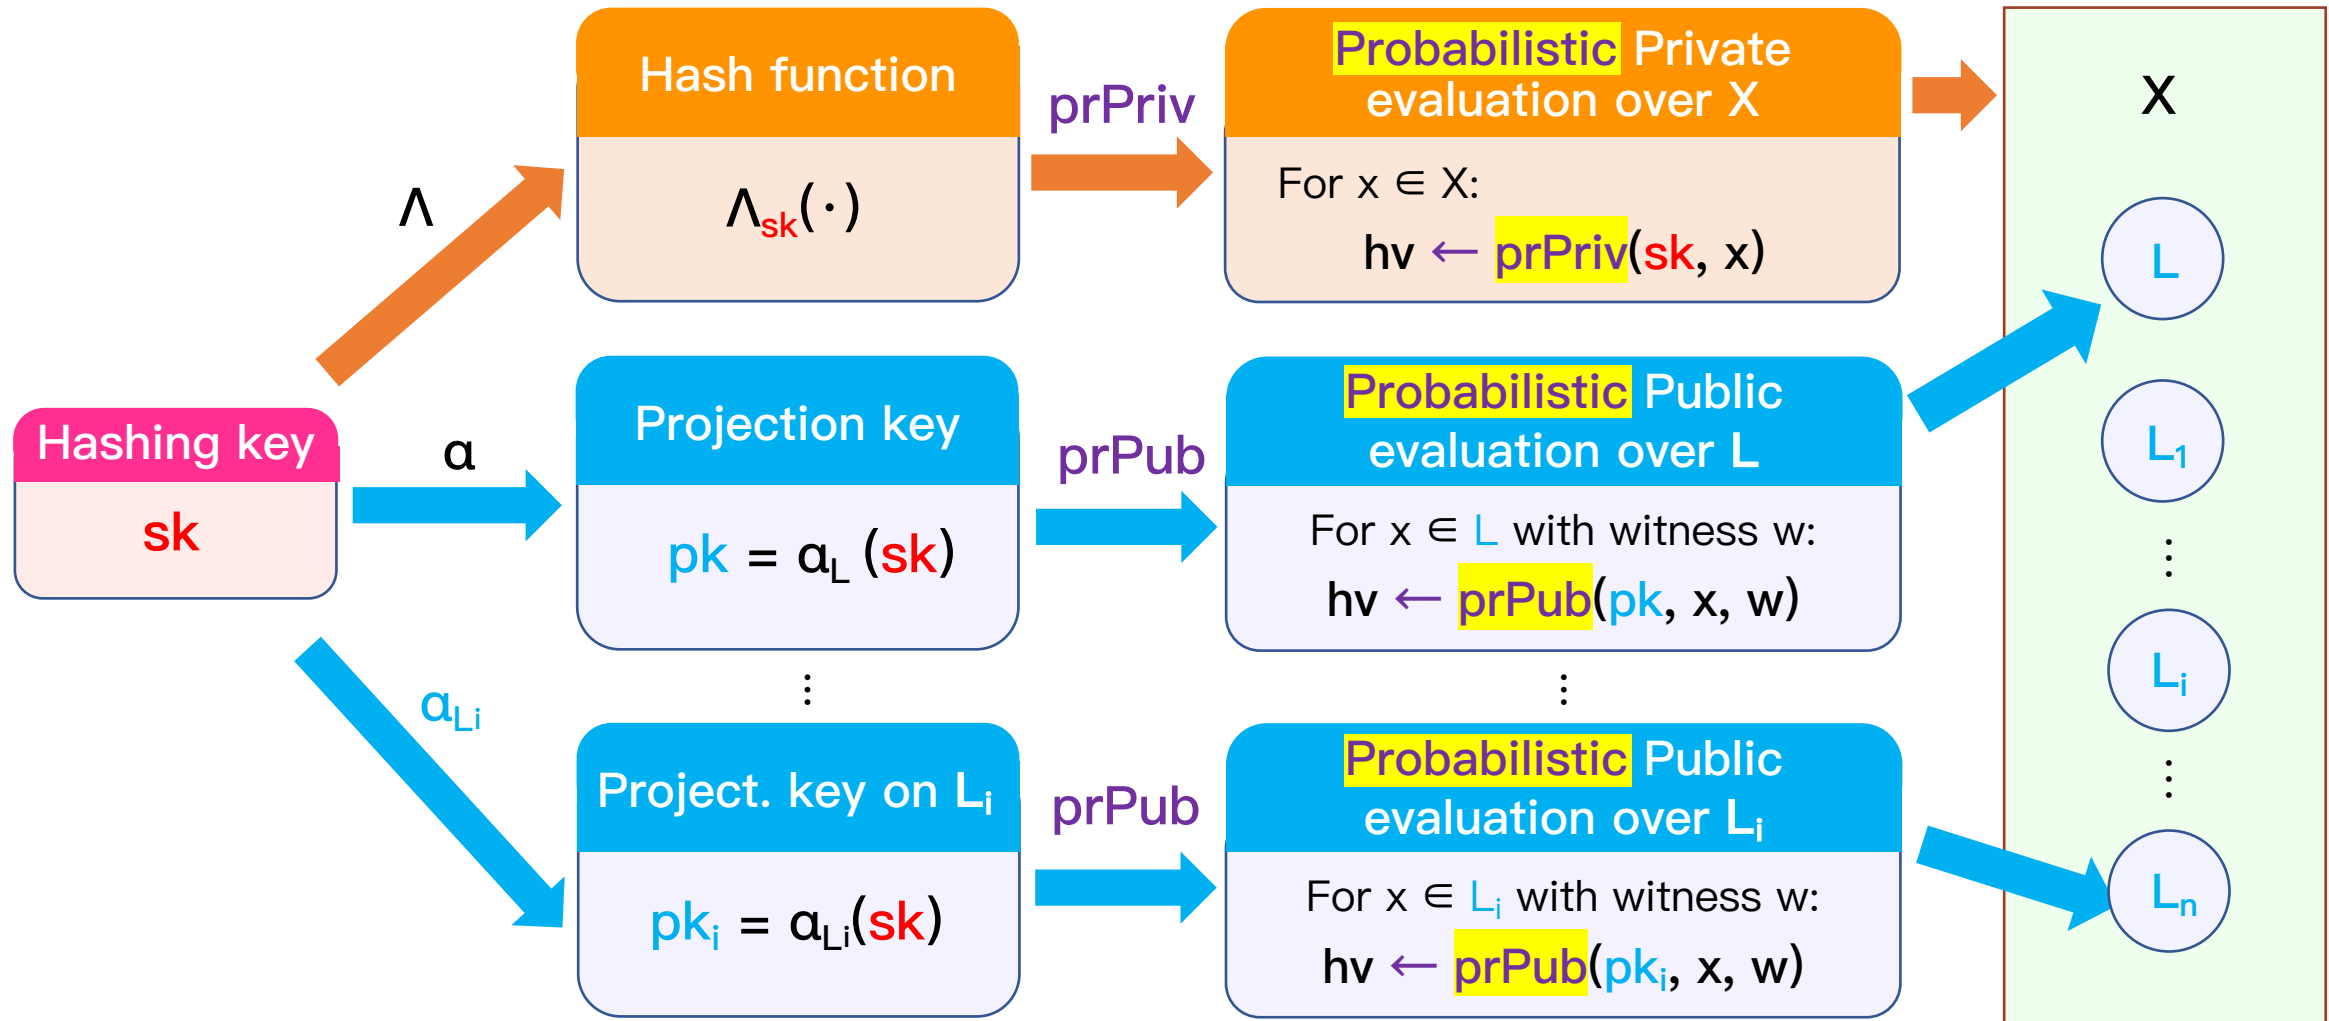 Hash function
Λsk(·)
prPriv
Probabilistic Private
evaluation over X
For x ∈ X:
hv ← prPriv(sk, x)
X
L
L1
⋮
Li
⋮
Ln
Λ
Hashing key
sk
α
Projection key
pk = αL (sk)
prPub
Probabilistic Public
evaluation over L
For x ∈ L with witness w:
hv ← prPub(pk, x, w)
⋮
⋮
αLi
Project. key on Li
pki = αLi(sk)
prPub
Probabilistic Public
evaluation over Li
For x ∈ Li with witness w:
hv ← prPub(pki, x, w)